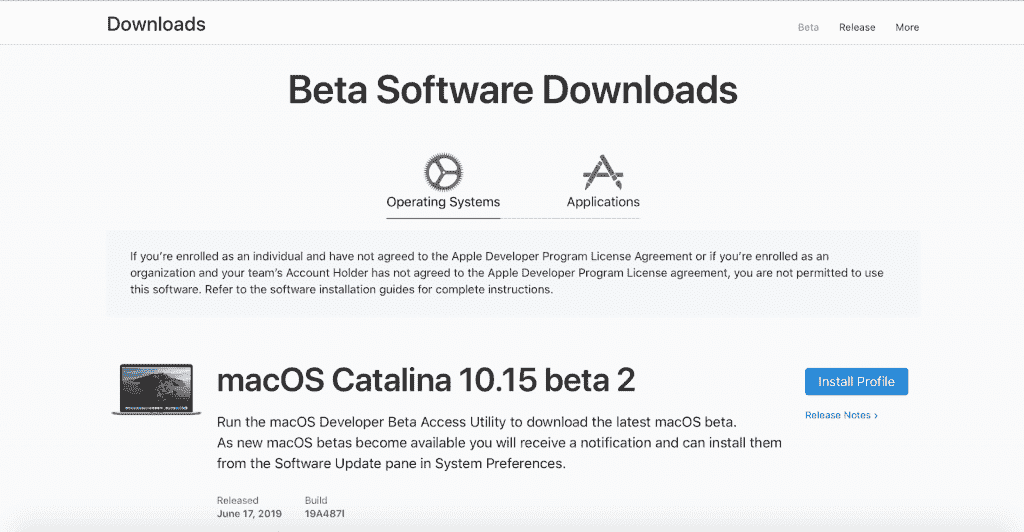 Downloads
Beta Release More
Beta Software Downloads
Operating Systems Applications
If you’re enrolled as an individual and have not agreed to the Apple Developer Program License Agreement or if you’re enrolled as an
organization and your team’s Account Holder has not agreed to the Apple Developer Program License agreement, you are not permitted to use
this software. Refer to the software installation guides for complete instructions.
macOS Catalina 10.15 beta 2
Install Profile
Release Notes ›
Run the macOS Developer Beta Access Utility to download the latest macOS beta.
As new macOS betas become available you will receive a notification and can install them
from the Software Update pane in System Preferences.
Released Build
June 17, 2019 19A487l